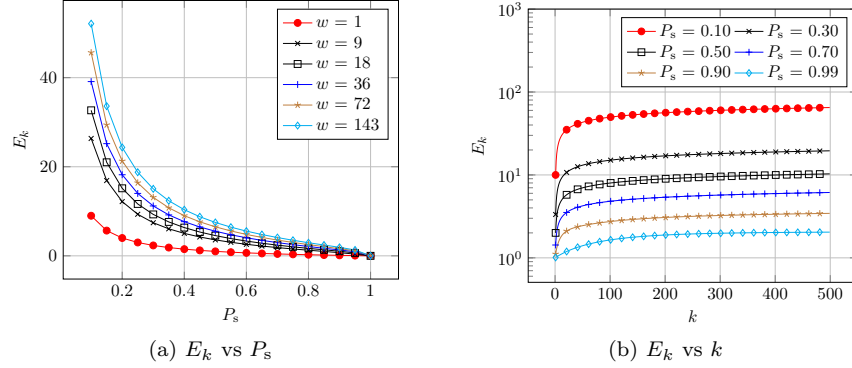 w = 1
w = 9
w = 18
w = 36
w = 72
w = 143
40
20
0
0.2 0.4 0.6 0.8 1
E_k
P_s
(a) E_k vs P_s
P_s = 0.10 P_s = 0.30
P_s = 0.50 P_s = 0.70
P_s = 0.90 P_s = 0.99
10^3
10^2
10^1
10^0
0 100 200 300 400 500
E_k
k
(b) E_k vs k